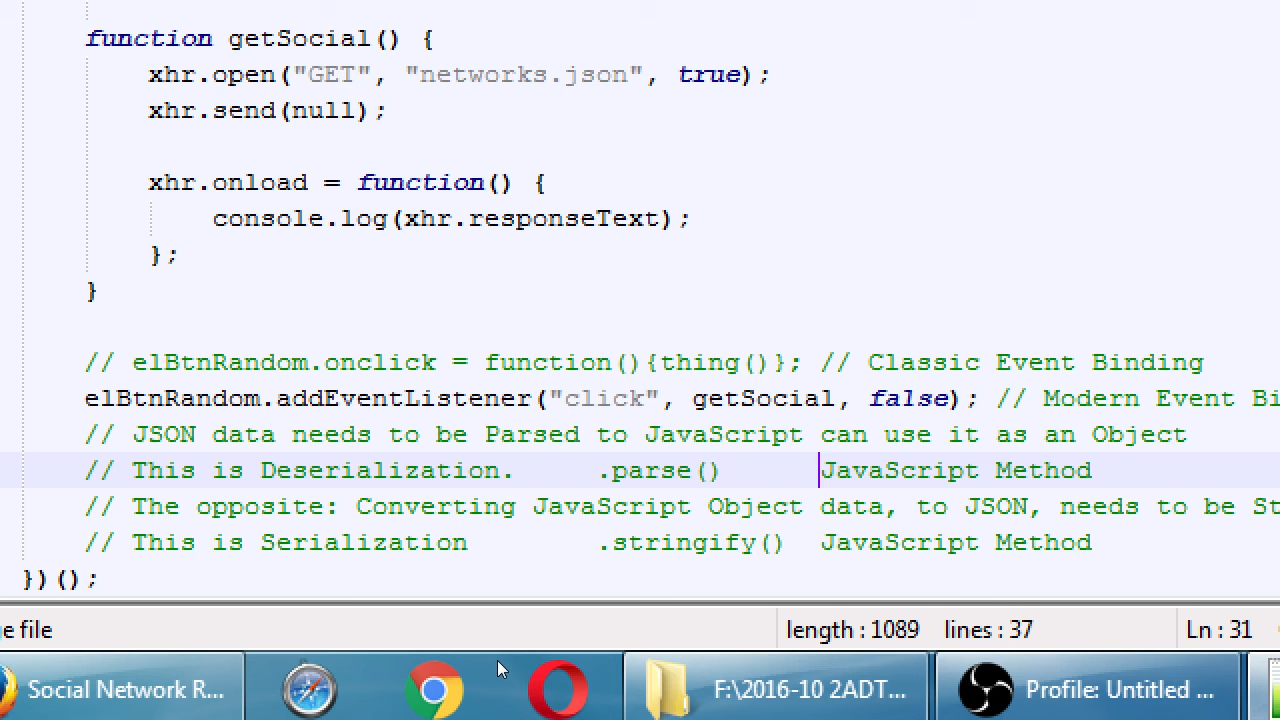 function getSocial() {
xhr.open("GET", "networks.json", true);
xhr.send(null);
xhr.onload = function() {
console.log(xhr.responseText);
};
}
// elBtnRandom.onclick = function(){thing()}; // Classic Event Binding
elBtnRandom.addEventListener("click", getSocial, false); // Modern Event Bi
// JSON data needs to be Parsed to JavaScript can use it as an Object
// This is Deserialization. .parse() JavaScript Method
// The opposite: Converting JavaScript Object data, to JSON, needs to be St
// This is Serialization .stringify() JavaScript Method
})();
e file length : 1089 lines : 37 Ln : 31
Social Network R... F:\2016-10 2ADT... Profile: Untitled ...